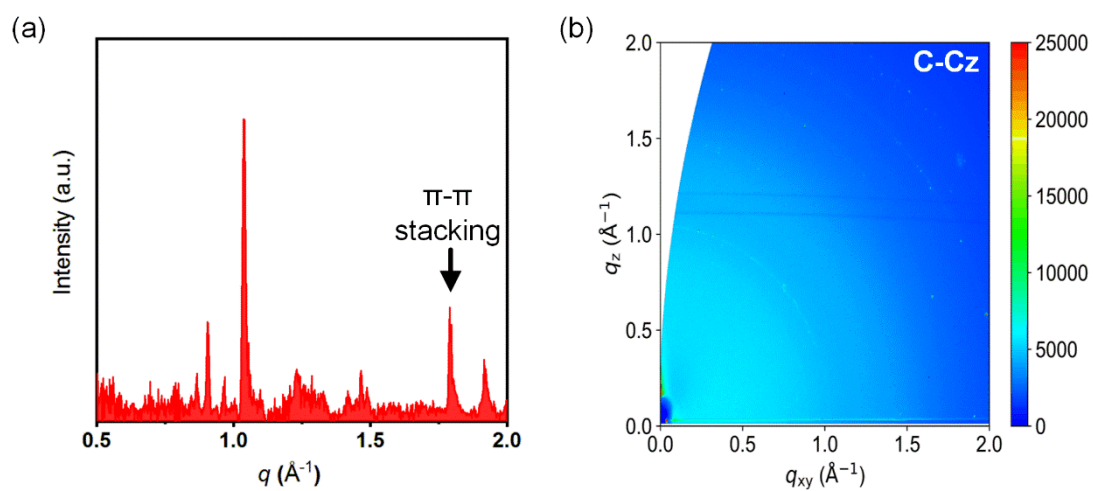 (a)
Intensity (a.u.)
π-π
stacking
0.5 1.0 1.5 2.0
q (Å⁻¹)
(b)
C-Cz
2.0
1.5
1.0
0.5
0.0
q_z (Å⁻¹)
0.0 0.5 1.0 1.5 2.0
q_xy (Å⁻¹)
25000
20000
15000
10000
5000
0